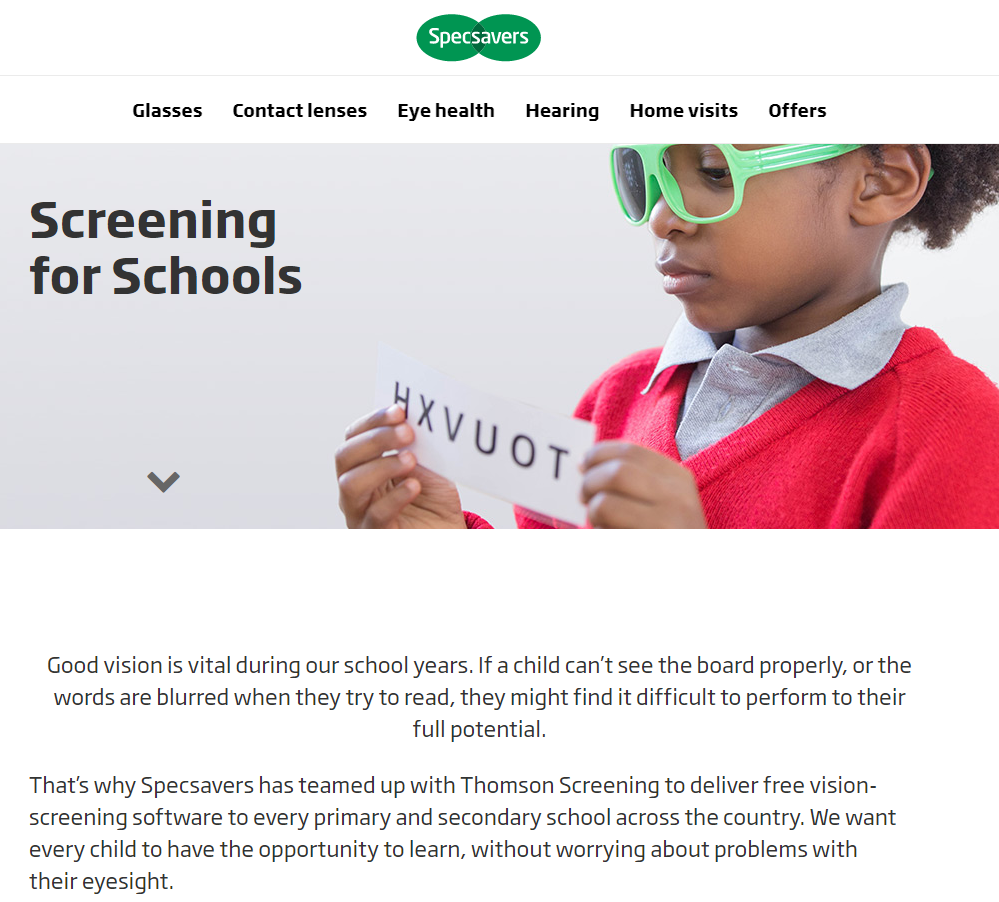 Specsavers
Glasses Contact lenses Eye health Hearing Home visits Offers
Screening
for Schools
HXVUOT
Good vision is vital during our school years. If a child can’t see the board properly, or the
words are blurred when they try to read, they might find it difficult to perform to their
full potential.
That’s why Specsavers has teamed up with Thomson Screening to deliver free vision-
screening software to every primary and secondary school across the country. We want
every child to have the opportunity to learn, without worrying about problems with
their eyesight.